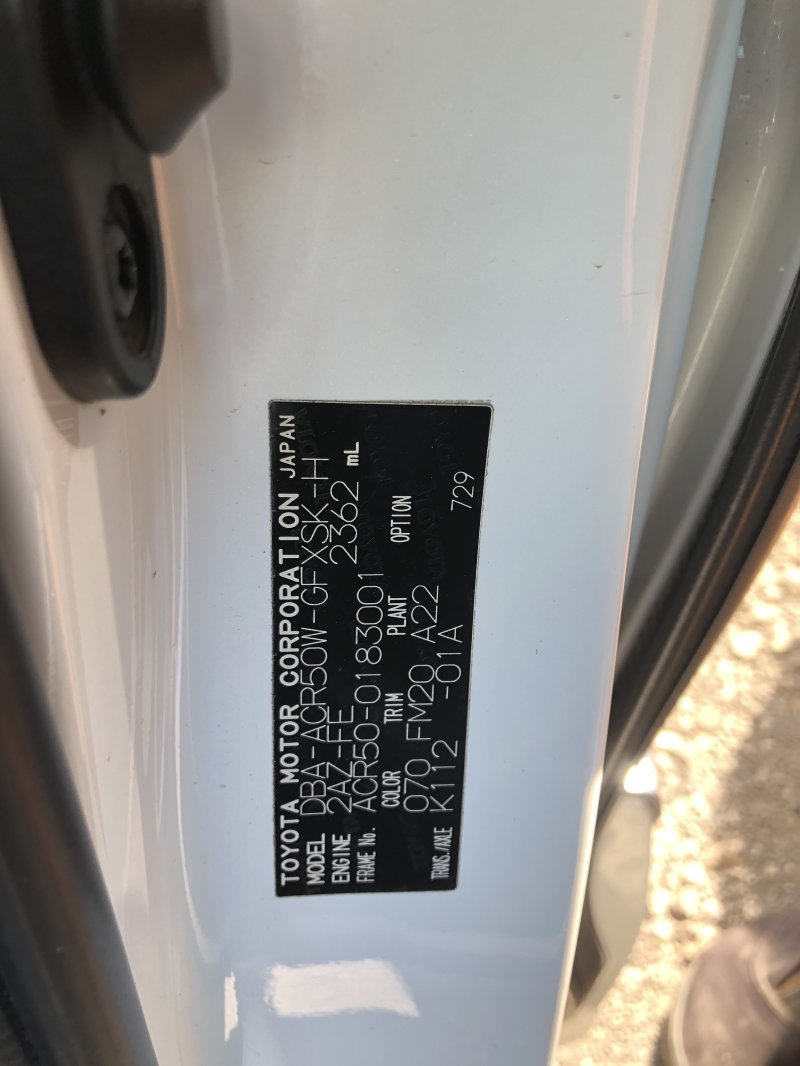 TOYOTA MOTOR CORPORATION JAPAN
MODEL DBA-ACR50W-GFXSK-H
ENGINE 2AZ-FE 2362 mL
FRAME No. ACR50-0183001
COLOR TRIM PLANT OPTION
070 FM20 A22
TRANS./AXLE K112 -01A 729